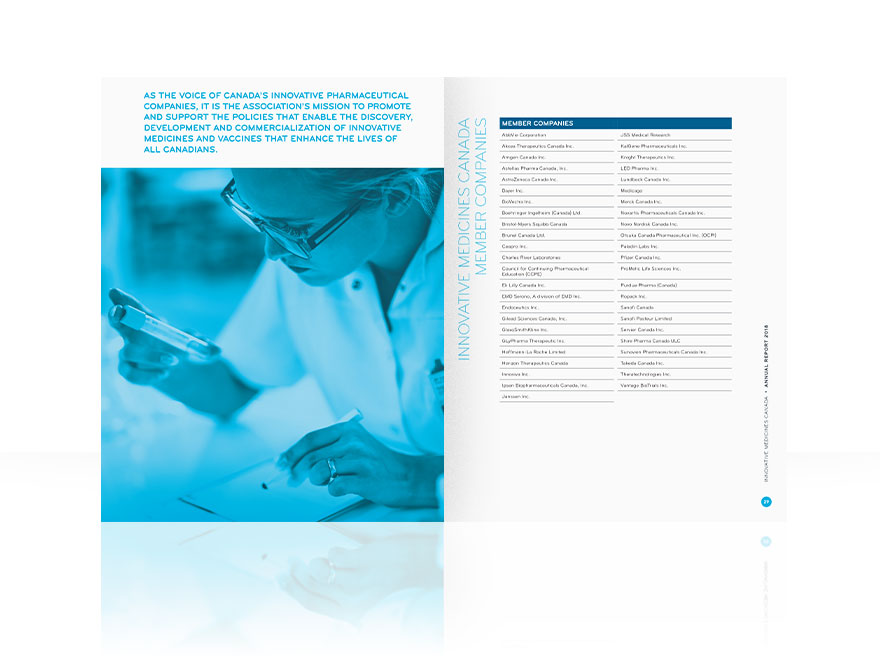 AS THE VOICE OF CANADA'S INNOVATIVE PHARMACEUTICAL
COMPANIES, IT IS THE ASSOCIATION'S MISSION TO PROMOTE
AND SUPPORT THE POLICIES THAT ENABLE THE DISCOVERY,
DEVELOPMENT AND COMMERCIALIZATION OF INNOVATIVE
MEDICINES AND VACCINES THAT ENHANCE THE LIVES OF
ALL CANADIANS.
INNOVATIVE MEDICINES CANADA
MEMBER COMPANIES
MEMBER COMPANIES
AbbVie Corporation
Akcea Therapeutics Canada Inc.
Amgen Canada Inc.
Astellas Pharma Canada, Inc.
AstraZeneca Canada Inc.
Bayer Inc.
BioVectra Inc.
Boehringer Ingelheim (Canada) Ltd
Bristol-Myers Squibb Canada
Brunel Canada Ltd.
Ceapro Inc.
Charles River Laboratories
Council for Continuing Pharmaceutical
Education (CCPE)
Eli Lilly Canada Inc.
EMD Serono, A division of EMD Inc.
Endoceutics Inc.
Gilead Sciences Canada, Inc.
GlaxoSmithKline Inc.
GLyPharma Therapeutic Inc.
Hoffmann-La Roche Limited
Horizon Therapeutics Canada
Innovava Inc.
Ipsen Biopharmaceuticals Canada, Inc.
Janssen Inc.
JSS Medical Research
KalGene Pharmaceuticals Inc.
Knight Therapeutics Inc.
LEO Pharma Inc.
Lundbeck Canada Inc.
Medicago
Merck Canada Inc.
Novartis Pharmaceuticals Canada Inc.
Novo Nordisk Canada Inc.
Otsuka Canada Pharmaceutical Inc. (OCPI)
Paladin Labs Inc.
Pfizer Canada Inc.
ProMetic Life Sciences Inc.
Purdue Pharma (Canada)
Ropack Inc.
Sanofi Canada
Sanofi Pasteur Limited
Servier Canada Inc.
Shire Pharma Canada ULC
Sunovion Pharmaceuticals Canada Inc.
Takeda Canada Inc.
Theratechnologies Inc.
Vantage BioTrials Inc.
INNOVATIVE MEDICINES CANADA • ANNUAL REPORT 2018
29